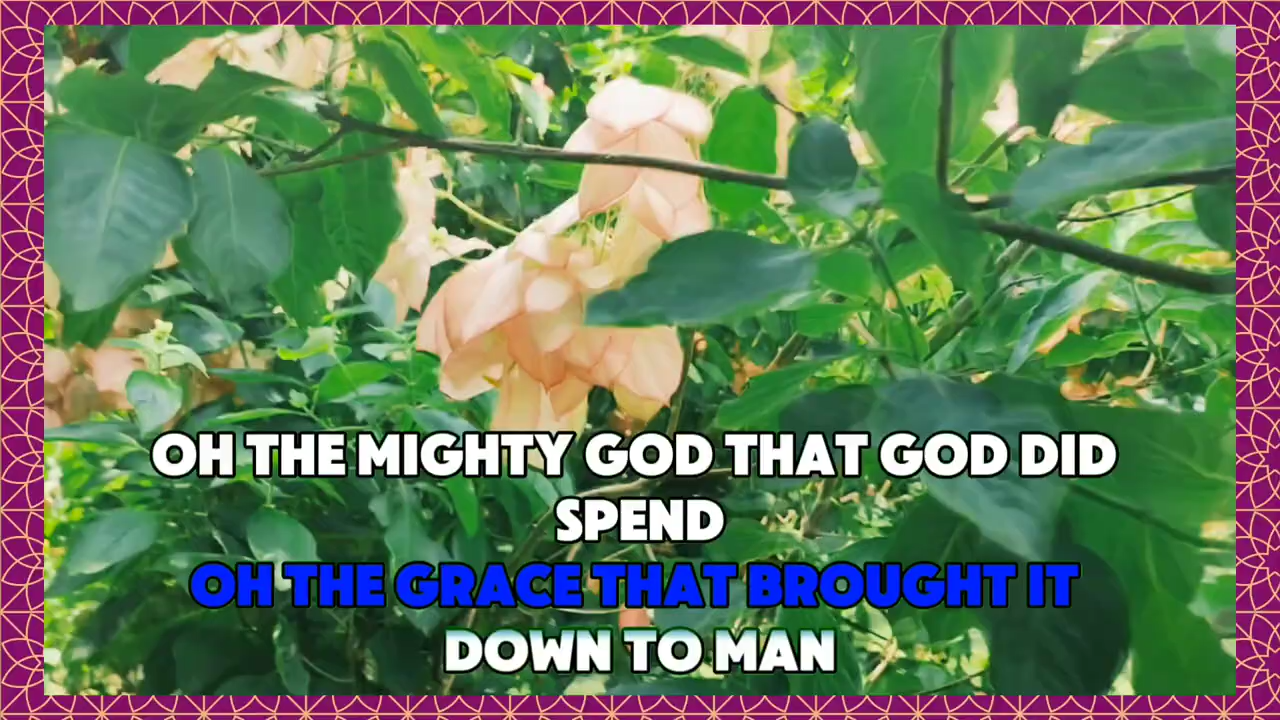 OH THE MIGHTY GOD THAT GOD DID
SPEND
OH THE GRACE THAT BROUGHT IT
DOWN TO MAN